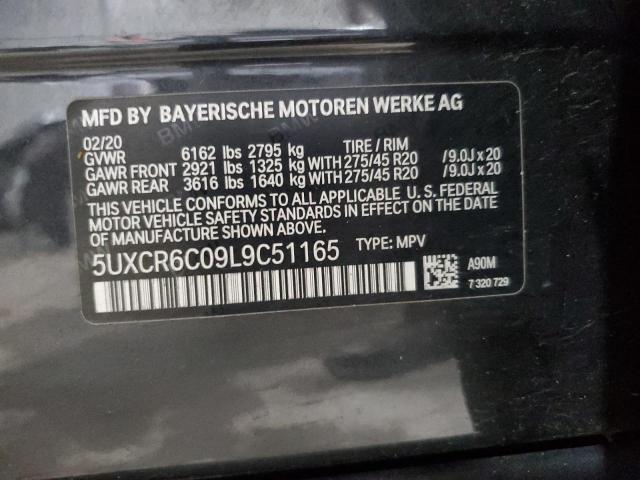 MFD BY BAYERISCHE MOTOREN WERKE AG
02/20 TIRE / RIM
GVWR 6162 lbs 2795 kg
GAWR FRONT 2921 lbs 1325 kg WITH 275/45 R20 /9.0J x 20
GAWR REAR 3616 lbs 1640 kg WITH 275/45 R20 /9.0J x 20
THIS VEHICLE CONFORMS TO ALL APPLICABLE U. S. FEDERAL
MOTOR VEHICLE SAFETY STANDARDS IN EFFECT ON THE DATE
OF MANUFACTURE SHOWN ABOVE.
5UXCR6C09L9C51165 TYPE: MPV
A90M
7 320 729